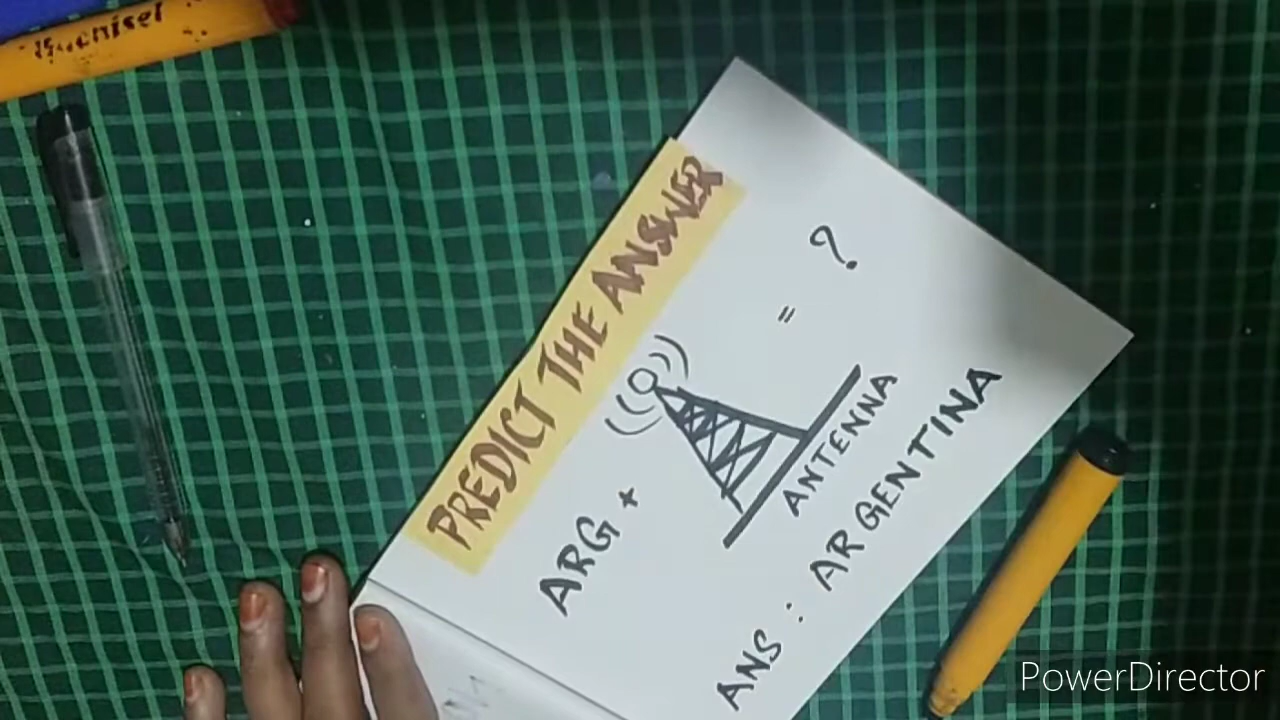 PREDICT THE ANSWER
ARG + = ?
ANTENNA
ANS : ARGENTINA
PowerDirector